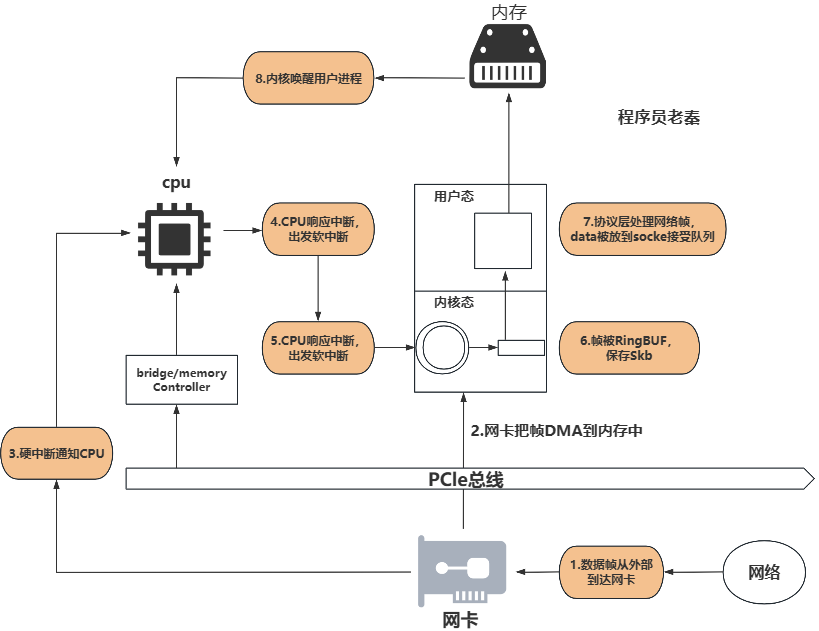 内存
8.内核唤醒用户进程
程序员老秦
cpu
用户态
4.CPU响应中断，
出发软中断
7.协议层处理网络帧，
data被放到socke接受队列
内核态
5.CPU响应中断，
出发软中断
6.帧被RingBUF，
保存Skb
bridge/memory
Controller
2.网卡把帧DMA到内存中
3.硬中断通知CPU
PCle总线
1.数据帧从外部
到达网卡
网络
网卡